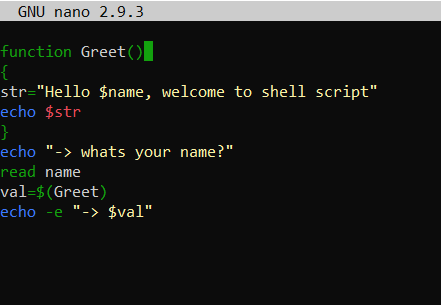 GNU nano 2.9.3
function Greet()
{
str="Hello $name, welcome to shell script"
echo $str
}
echo "-> whats your name?"
read name
val=$(Greet)
echo -e "-> $val"